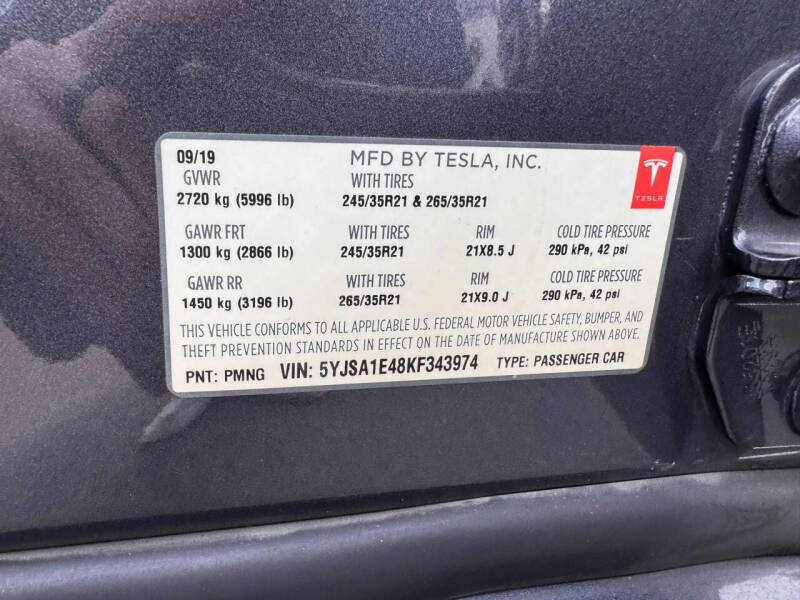 09/19 MFD BY TESLA, INC.
GVWR WITH TIRES
2720 kg (5996 lb) 245/35R21 & 265/35R21
TESLA
GAWR FRT WITH TIRES RIM COLD TIRE PRESSURE
1300 kg (2866 lb) 245/35R21 21X8.5 J 290 kPa, 42 psi
GAWR RR WITH TIRES RIM COLD TIRE PRESSURE
1450 kg (3196 lb) 265/35R21 21X9.0 J 290 kPa, 42 psi
THIS VEHICLE CONFORMS TO ALL APPLICABLE U.S. FEDERAL MOTOR VEHICLE SAFETY, BUMPER, AND
THEFT PREVENTION STANDARDS IN EFFECT ON THE DATE OF MANUFACTURE SHOWN ABOVE.
PNT: PMNG VIN: 5YJSA1E48KF343974 TYPE: PASSENGER CAR